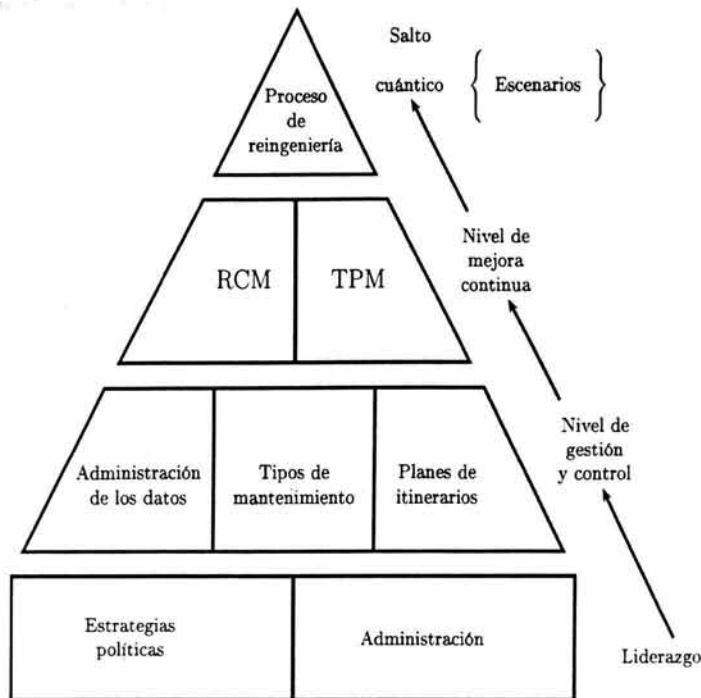 Salto
cuántico
Escenarios
Proceso
de
reingeniería
Nivel de
mejora
continua
RCM
TPM
Nivel de
gestión
y control
Administración
de los datos
Tipos de
mantenimiento
Planes de
itinerarios
Estrategias
políticas
Administración
Liderazgo